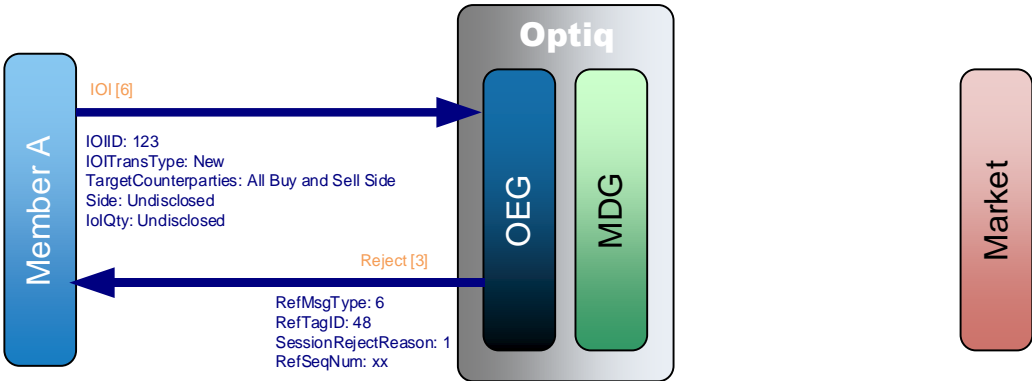 Optiq
IOI [6]
IOIID: 123
IOITransType: New
TargetCounterparties: All Buy and Sell Side
Side: Undisclosed
IoIQty: Undisclosed
Member A
OEG
MDG
Market
Reject [3]
RefMsgType: 6
RefTagID: 48
SessionRejectReason: 1
RefSeqNum: xx